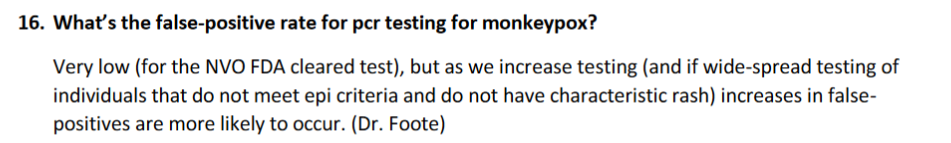 16. What's the false-positive rate for pcr testing for monkeypox?
Very low (for the NVO FDA cleared test), but as we increase testing (and if wide-spread testing of
individuals that do not meet epi criteria and do not have characteristic rash) increases in false-
positives are more likely to occur. (Dr. Foote)